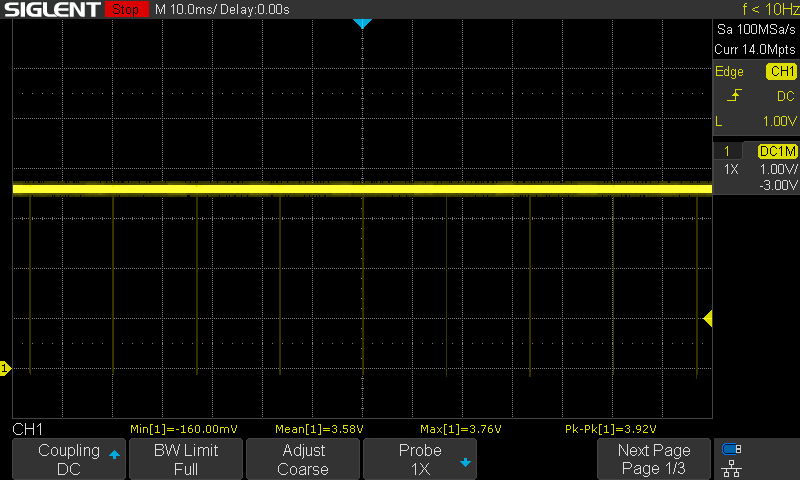 SIGLENT Stop M 10.0ms/ Delay:0.00s f < 10Hz
Sa 100MSa/s
Curr 14.0Mpts
Edge CH1
DC
L 1.00V
1 DC1M
1X 1.00V/
-3.00V
1
CH1 Min[1]=-160.00mV Mean[1]=3.58V Max[1]=3.76V Pk-Pk[1]=3.92V
Coupling BW Limit Adjust Probe Next Page
DC Full Coarse 1X Page 1/3